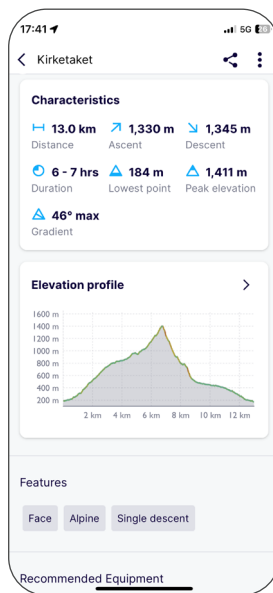 17:41
5G
Kirketaket
Characteristics
13.0 km 1,330 m 1,345 m
Distance Ascent Descent
6 - 7 hrs 184 m 1,411 m
Duration Lowest point Peak elevation
46° max
Gradient
Elevation profile
1600 m
1400 m
1200 m
1000 m
800 m
600 m
400 m
200 m
2 km 4 km 6 km 8 km 10 km 12 km
Features
Face Alpine Single descent
Recommended Equipment